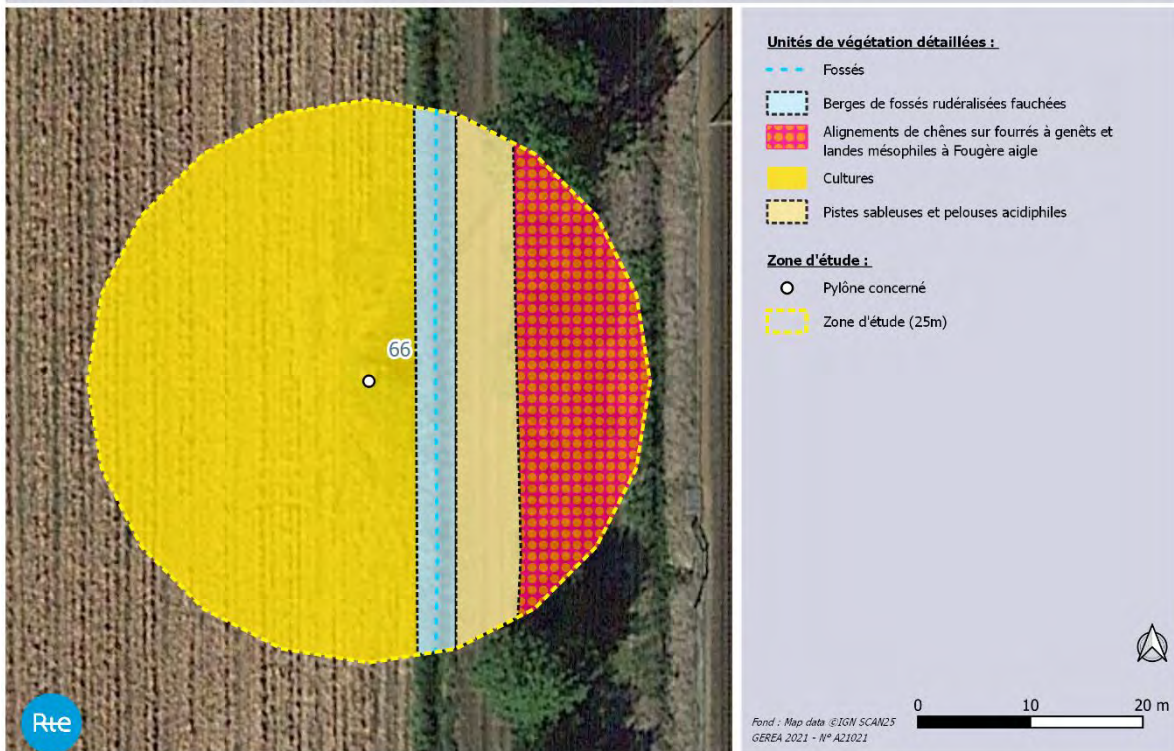 66
Rte
Unités de végétation détaillées :
Fossés
Berges de fossés rudéralisées fauchées
Alignements de chênes sur fourrés à genêts et
landes mésophiles à Fougère aigle
Cultures
Pistes sableuses et pelouses acidiphiles
Zone d'étude :
Pylône concerné
Zone d'étude (25m)
0 10 20 m
Fond : Map data ©IGN SCAN25
GEREA 2021 - N° A21021